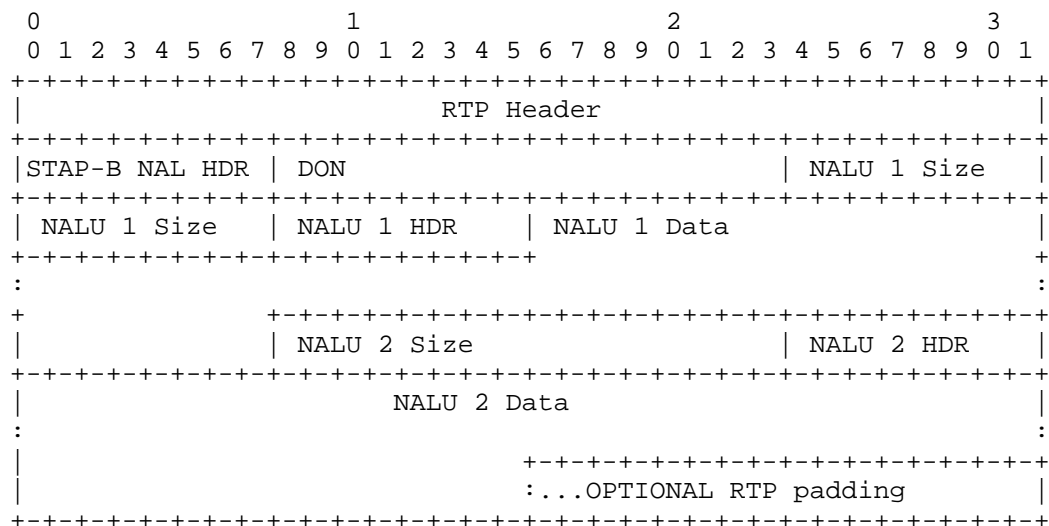 0                   1                   2                   3
 0 1 2 3 4 5 6 7 8 9 0 1 2 3 4 5 6 7 8 9 0 1 2 3 4 5 6 7 8 9 0 1
+-+-+-+-+-+-+-+-+-+-+-+-+-+-+-+-+-+-+-+-+-+-+-+-+-+-+-+-+-+-+-+-+
|                          RTP Header                           |
+-+-+-+-+-+-+-+-+-+-+-+-+-+-+-+-+-+-+-+-+-+-+-+-+-+-+-+-+-+-+-+-+
|STAP-B NAL HDR | DON                           | NALU 1 Size   |
+-+-+-+-+-+-+-+-+-+-+-+-+-+-+-+-+-+-+-+-+-+-+-+-+-+-+-+-+-+-+-+-+
| NALU 1 Size   | NALU 1 HDR    | NALU 1 Data                   |
+-+-+-+-+-+-+-+-+-+-+-+-+-+-+-+-+                               +
:                                                               :
+               +-+-+-+-+-+-+-+-+-+-+-+-+-+-+-+-+-+-+-+-+-+-+-+-+
|               | NALU 2 Size                   | NALU 2 HDR    |
+-+-+-+-+-+-+-+-+-+-+-+-+-+-+-+-+-+-+-+-+-+-+-+-+-+-+-+-+-+-+-+-+
|                       NALU 2 Data                             |
:                                                               :
|                               +-+-+-+-+-+-+-+-+-+-+-+-+-+-+-+-+
|                               :...OPTIONAL RTP padding        |
+-+-+-+-+-+-+-+-+-+-+-+-+-+-+-+-+-+-+-+-+-+-+-+-+-+-+-+-+-+-+-+-+